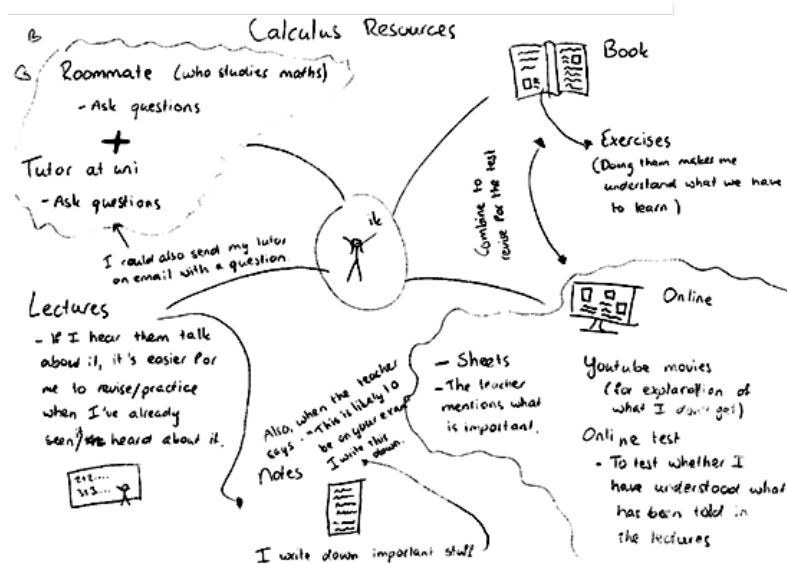 Calculus Resources
B
Roommate (who studies maths)
- Ask questions
+
Tutor at uni
- Ask questions
I could also send my tutor
an email with a question
Book
Exercises
(Doing them makes me
understand what we have
to learn)
Combine to
revise for the test
ik
Lectures
- If I hear them talk
about it, it's easier for
me to revise/practice
when I've already
seen/ heard about it.
2+2....
3+3....
Also, when the teacher
says: "This is likely to
be on your exam"
I write this
down.
Notes
I write down important stuff
- Sheets
- The teacher
mentions what
is important.
Online
Youtube movies
(for explanation of
what I don't get)
Online test
- To test whether I
have understood what
has been told in
the lectures